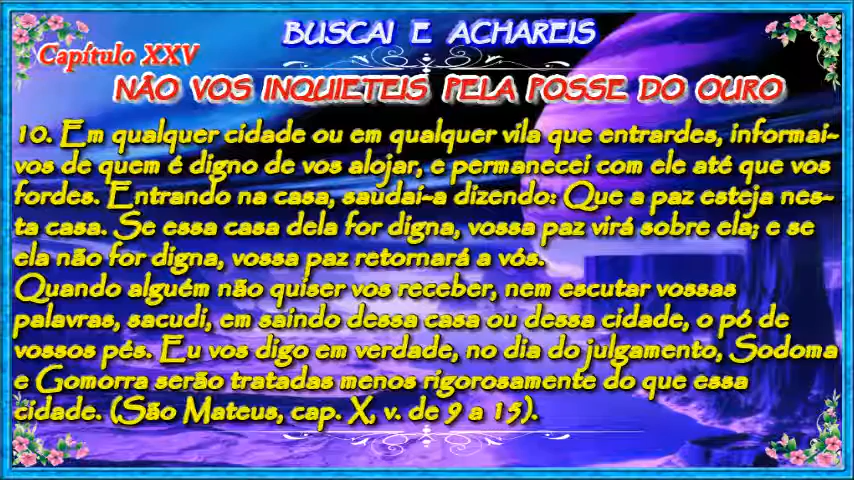 BUSCAI E ACHAREIS
Capítulo XXV
NÃO VOS INQUIETEIS PELA POSSE DO OURO
10. Em qualquer cidade ou em qualquer vila que entrardes, informai-
vos de quem é digno de vos alojar, e permanecei com ele até que vos
fordes. Entrando na casa, saudai-a dizendo: Que a paz esteja nes-
ta casa. Se essa casa dela for digna, vossa paz virá sobre ela; e se
ela não for digna, vossa paz retornará a vós.
Quando alguém não quiser vos receber, nem escutar vossas
palavras, sacudi, em saindo dessa casa ou dessa cidade, o pó de
vossos pés. Eu vos digo em verdade, no dia do julgamento, Sodoma
e Gomorra serão tratadas menos rigorosamente do que essa
cidade. (São Mateus, cap. X, v. de 9 a 15).